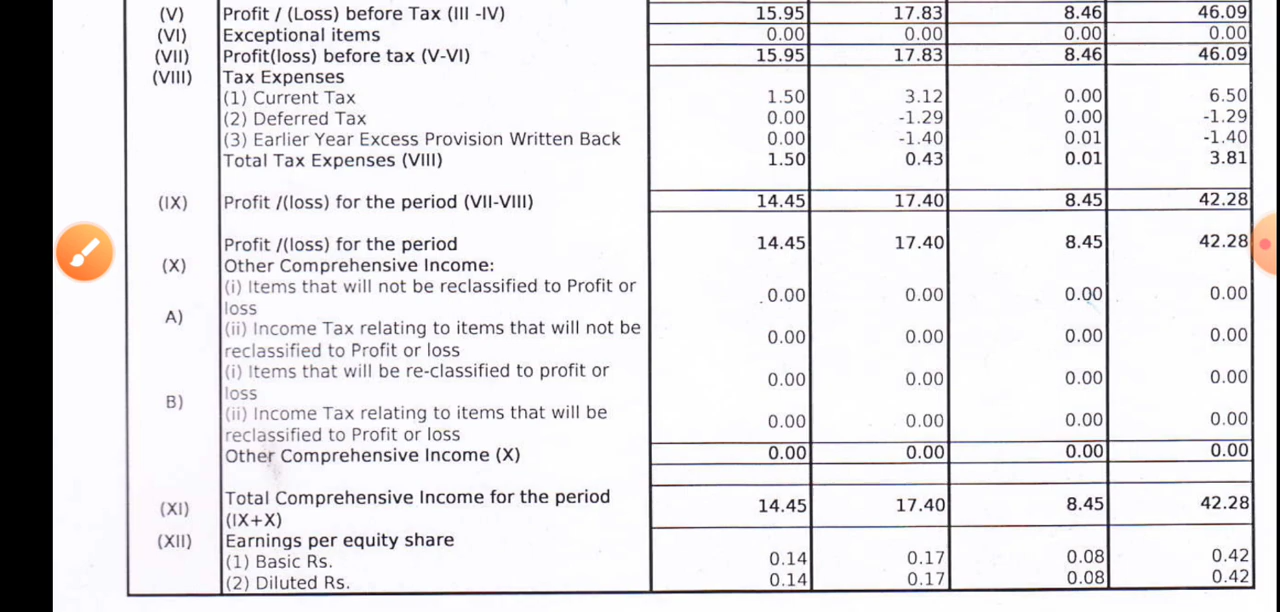 (V) Profit / (Loss) before Tax (III -IV) 15.95 17.83 8.46 46.09
(VI) Exceptional items 0.00 0.00 0.00 0.00
(VII) Profit(loss) before tax (V-VI) 15.95 17.83 8.46 46.09
(VIII) Tax Expenses
(1) Current Tax 1.50 3.12 0.00 6.50
(2) Deferred Tax 0.00 -1.29 0.00 -1.29
(3) Earlier Year Excess Provision Written Back 0.00 -1.40 0.01 -1.40
Total Tax Expenses (VIII) 1.50 0.43 0.01 3.81
(IX) Profit /(loss) for the period (VII-VIII) 14.45 17.40 8.45 42.28
Profit /(loss) for the period 14.45 17.40 8.45 42.28
(X) Other Comprehensive Income:
(i) Items that will not be reclassified to Profit or
loss 0.00 0.00 0.00 0.00
A)
(ii) Income Tax relating to items that will not be
reclassified to Profit or loss 0.00 0.00 0.00 0.00
(i) Items that will be re-classified to profit or
loss 0.00 0.00 0.00 0.00
B)
(ii) Income Tax relating to items that will be
reclassified to Profit or loss 0.00 0.00 0.00 0.00
Other Comprehensive Income (X) 0.00 0.00 0.00 0.00
(XI) Total Comprehensive Income for the period
(IX+X) 14.45 17.40 8.45 42.28
(XII) Earnings per equity share
(1) Basic Rs. 0.14 0.17 0.08 0.42
(2) Diluted Rs. 0.14 0.17 0.08 0.42